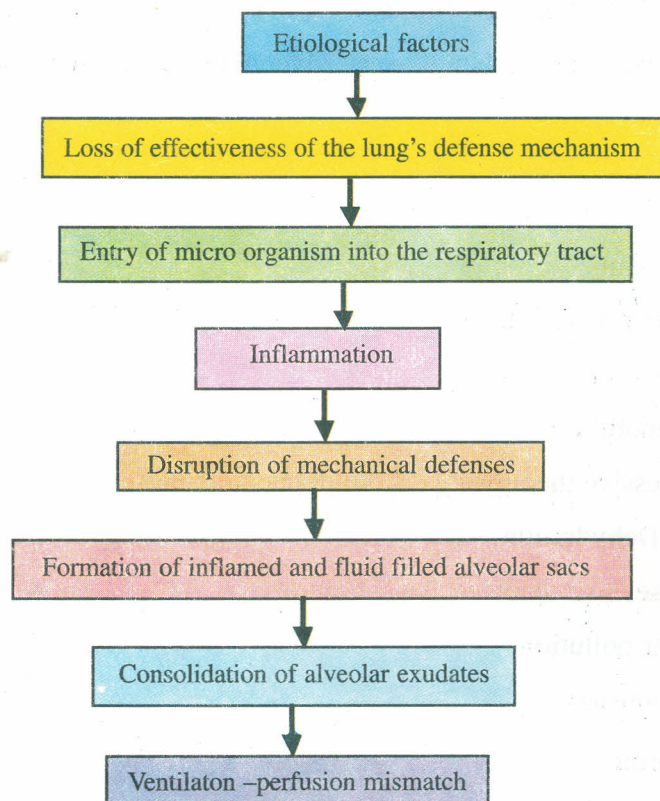 Etiological factors
Loss of effectiveness of the lung's defense mechanism
Entry of micro organism into the respiratory tract
Inflammation
Disruption of mechanical defenses
Formation of inflamed and fluid filled alveolar sacs
Consolidation of alveolar exudates
Ventilaton –perfusion mismatch